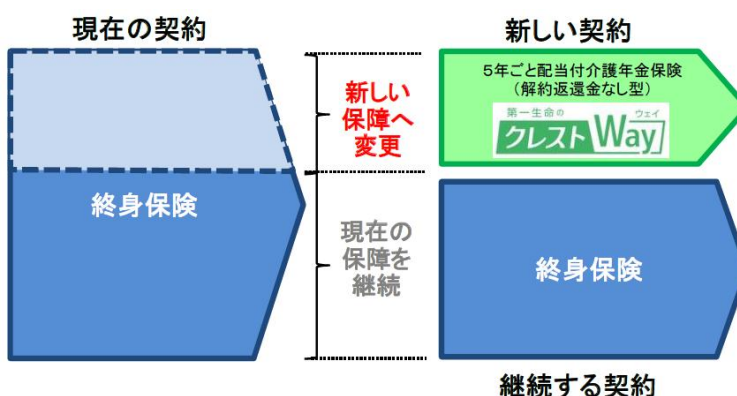 現在の契約
新しい契約
終身保険
新しい
保障へ
変更
現在の
保障を
継続
5年ごと配当付介護年金保険
(解約返還金なし型)
第一生命の
ウェイ
クレストWay
終身保険
継続する契約